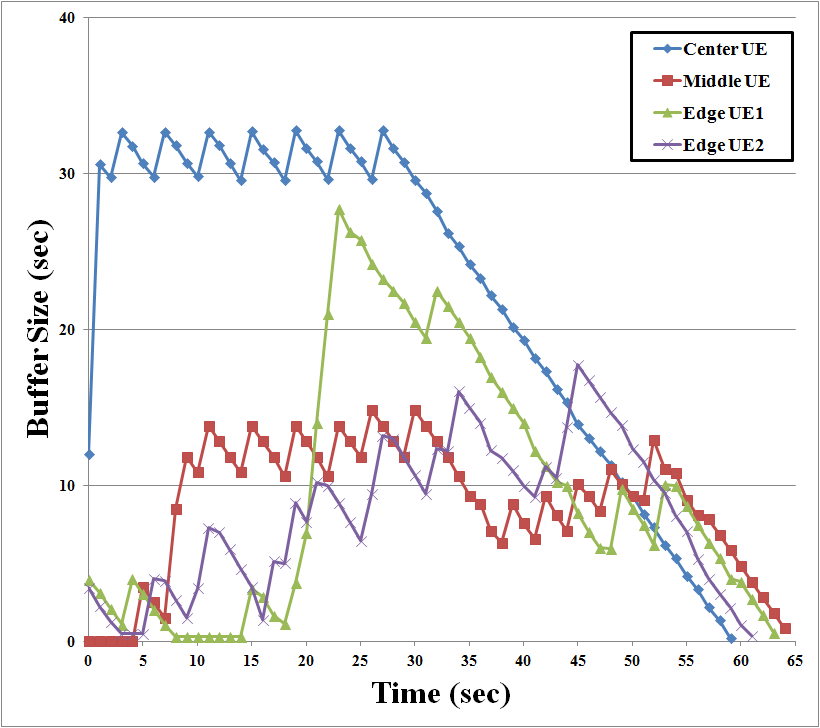 40
30
20
10
0
Buffer Size (sec)
Center UE
Middle UE
Edge UE1
Edge UE2
0 5 10 15 20 25 30 35 40 45 50 55 60 65
Time (sec)